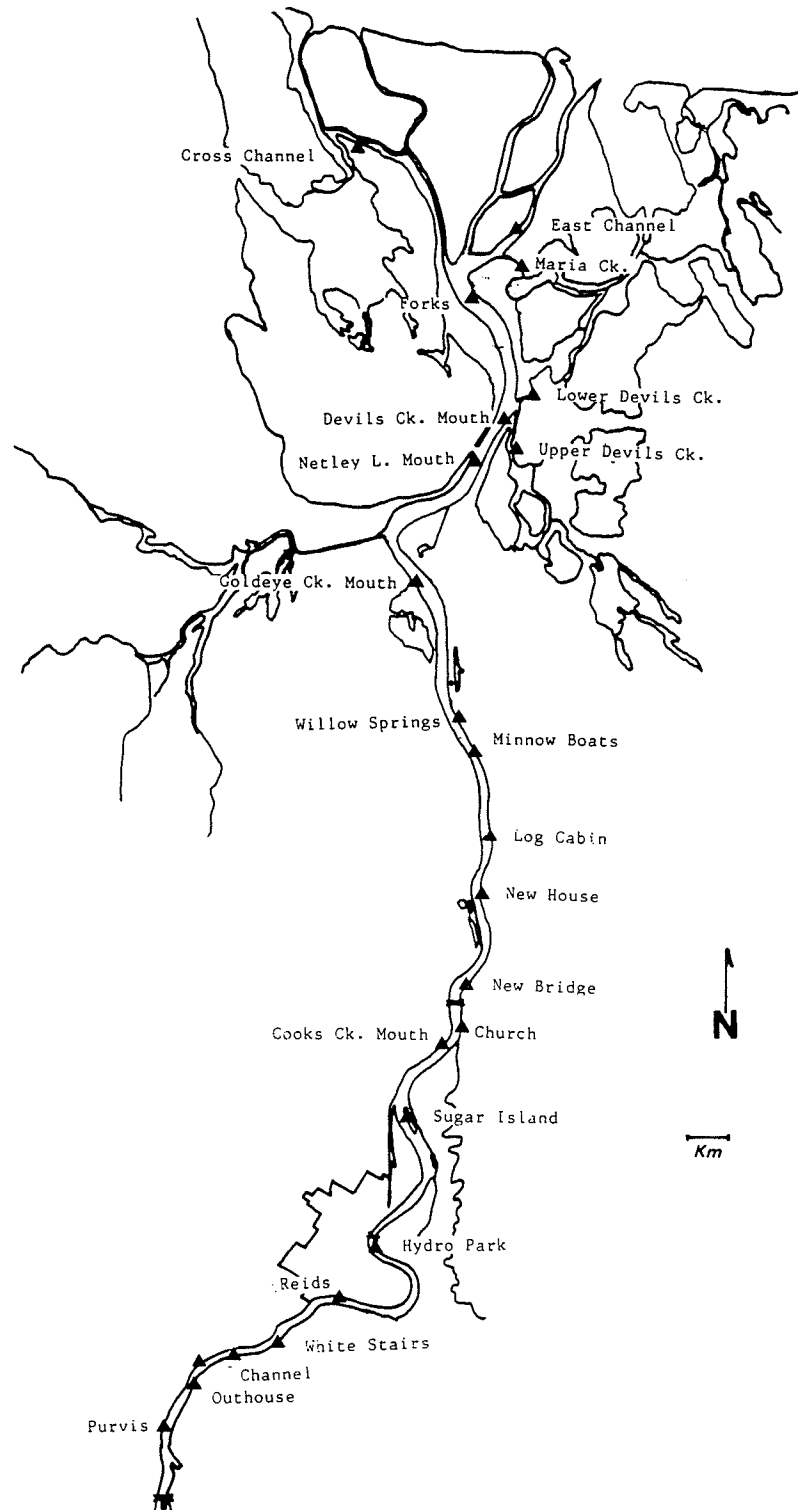 Cross Channel
East Channel
Maria Ck.
Forks
Lower Devils Ck.
Devils Ck. Mouth
Upper Devils Ck.
Netley L. Mouth
Goldeye Ck. Mouth
Willow Springs
Minnow Boats
Log Cabin
New House
New Bridge
N
Church
Cooks Ck. Mouth
Sugar Island
Km
Hydro Park
Reids
White Stairs
Channel
Outhouse
Purvis